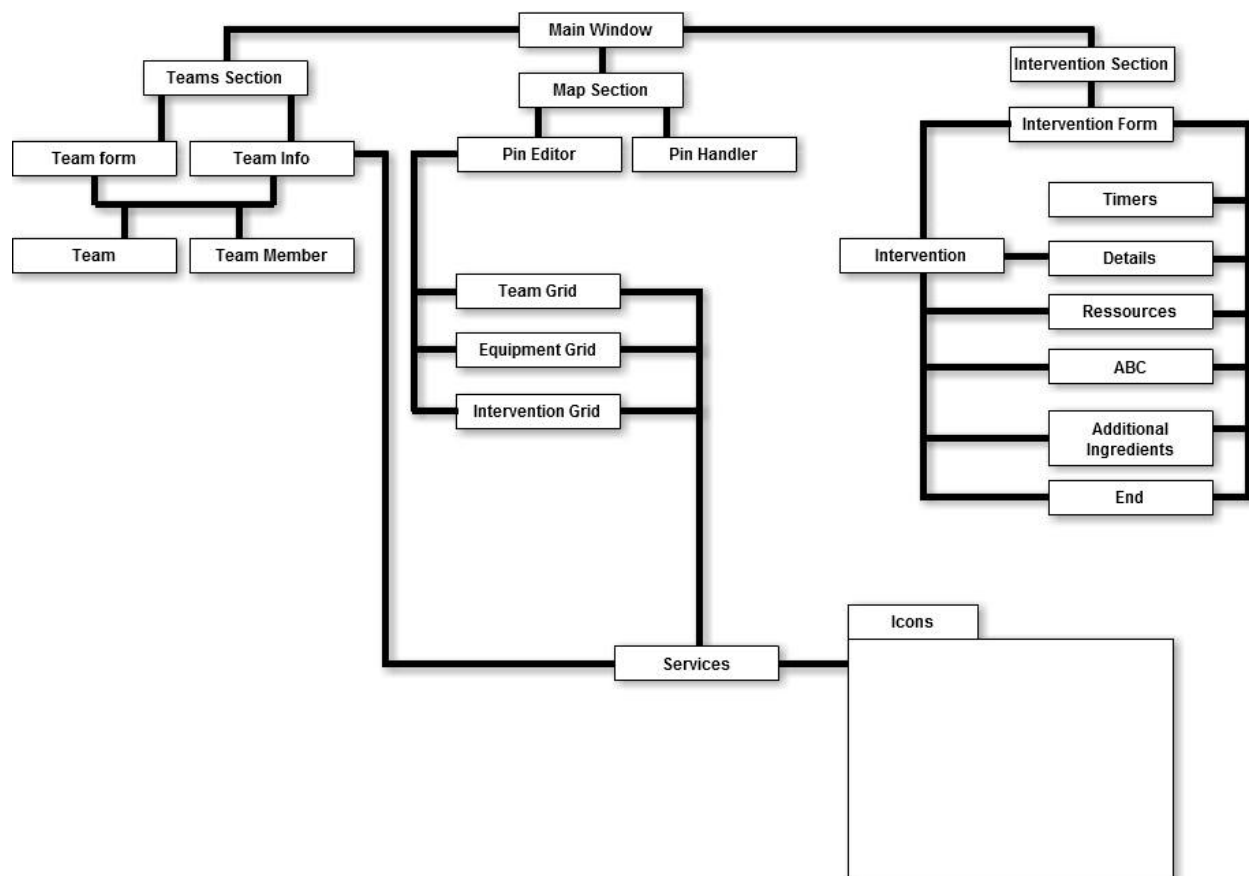 Main Window
Teams Section
Map Section
Intervention Section
Intervention Form
Team form
Team Info
Pin Editor
Pin Handler
Timers
Team
Team Member
Intervention
Details
Team Grid
Ressources
Equipment Grid
ABC
Intervention Grid
Additional
Ingredients
End
Icons
Services